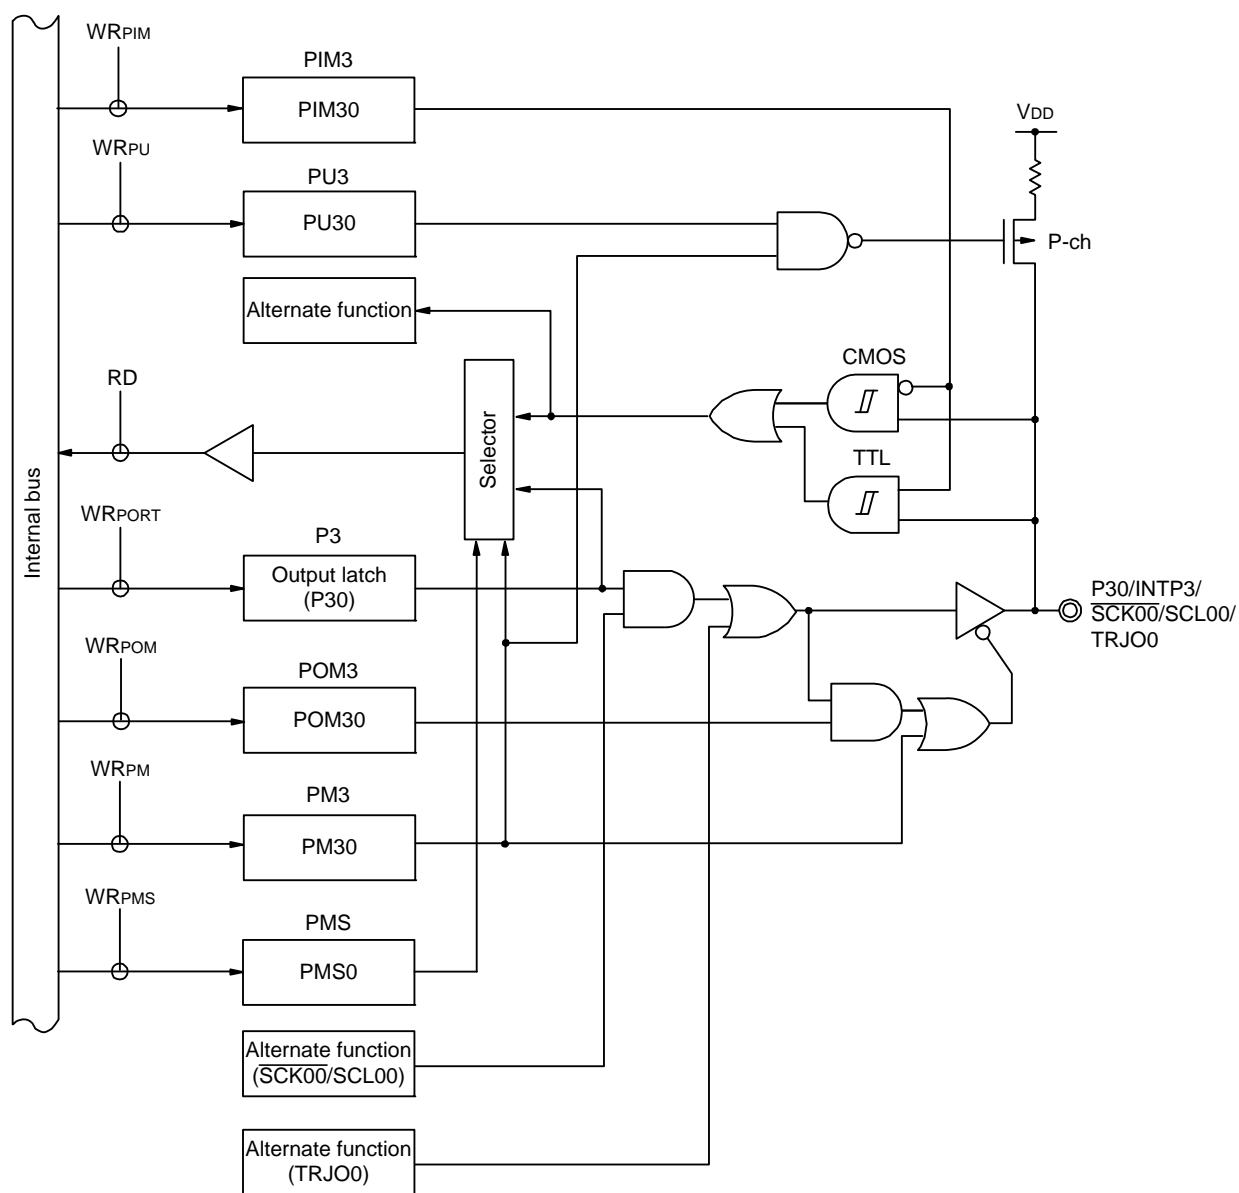 WRPIM
PIM3
PIM30
VDD
WRPU
PU3
PU30
P-ch
Alternate function
CMOS
RD
Selector
TTL
Internal bus
WRPORT
P3
Output latch
(P30)
P30/INTP3/
SCK00/SCL00/
TRJO0
WRPOM
POM3
POM30
WRPM
PM3
PM30
WRPMS
PMS
PMS0
Alternate function
(SCK00/SCL00)
Alternate function
(TRJO0)